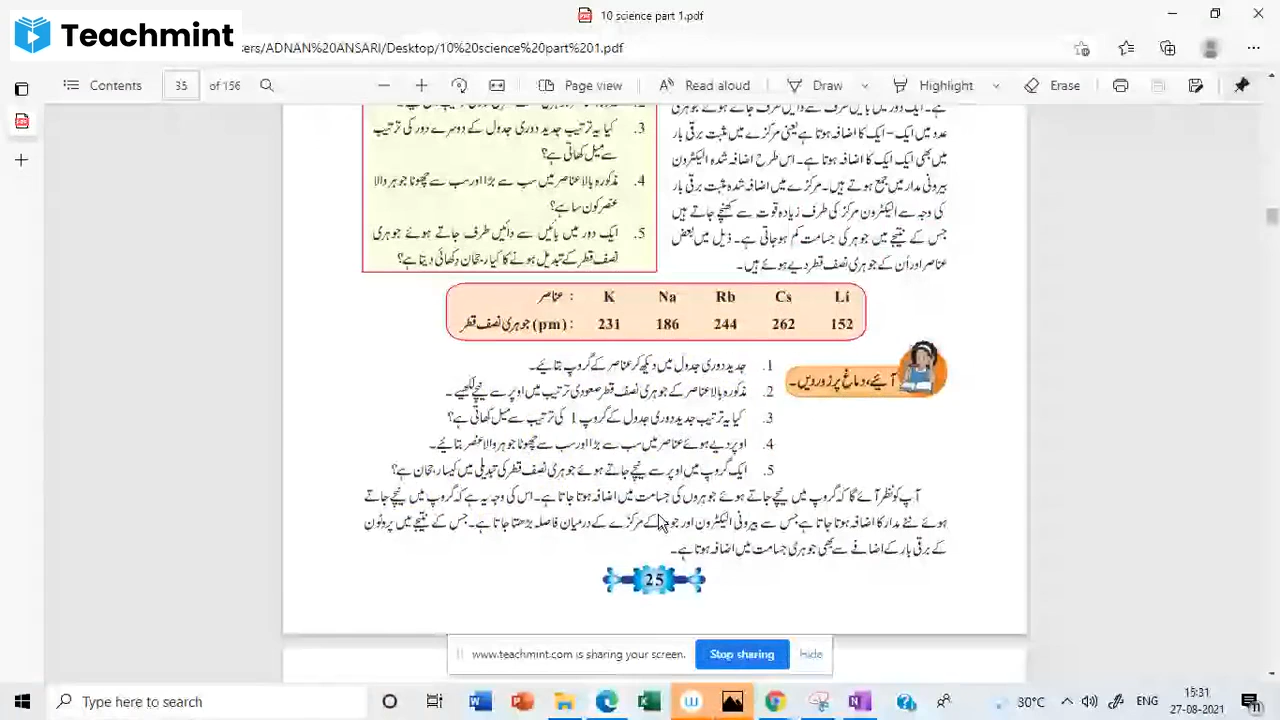 Teachmint
10 science part 1.pdf
ers/ADNAN%20ANSARI/Desktop/10%20science%20part%201.pdf
Contents 35 of 156 Page view Read aloud Draw Highlight Erase
ہے۔ ایک دور میں بائیں طرف سے دائیں طرف جاتے ہوئے جوہری
عدد میں ایک-ایک کا اضافہ ہوتا ہے یعنی مرکزے میں مثبت برقی بار
میں بھی ایک ایک کا اضافہ ہوتا ہے۔ اس طرح اضافہ شدہ الیکٹرون
بیرونی مدار میں جمع ہوتے ہیں۔ مرکزے میں اضافہ شدہ مثبت برقی بار
کی وجہ سے الیکٹرون مرکز کی طرف زیادہ قوت سے کھنچے جاتے ہیں
جس کے نتیجے میں جوہر کی جسامت کم ہوجاتی ہے۔ ذیل میں بعض
عناصر اور اُن کے جوہری نصف قطر دیے ہوئے ہیں۔
3. کیا یہ ترتیب جدید دوری جدول کے دوسرے دور کی ترتیب
سے میل کھاتی ہے؟
4. مذکورہ بالا عناصر میں سب سے بڑا اور سب سے چھوٹا جوہر والا
عنصر کون سا ہے؟
5. ایک دور میں بائیں سے دائیں طرف جاتے ہوئے جوہری
نصف قطر کے تبدیل ہونے کا کیا رجحان دکھائی دیتا ہے؟
عناصر : K Na Rb Cs Li
جوہری نصف قطر (pm) : 231 186 244 262 152
آئیے، دماغ پر زور دیں۔
1. جدید دوری جدول میں دیکھ کر عناصر کے گروپ بتائیے۔
2. مذکورہ بالا عناصر کے جوہری نصف قطر صعودی ترتیب میں اوپر سے نیچے لکھیے۔
3. کیا یہ ترتیب جدید دوری جدول کے گروپ 1 کی ترتیب سے میل کھاتی ہے؟
4. اوپر دیے ہوئے عناصر میں سب سے بڑا اور سب سے چھوٹا جوہر والا عنصر بتائیے۔
5. ایک گروپ میں اوپر سے نیچے جاتے ہوئے جوہری نصف قطر کی تبدیلی میں کیسا رجحان ہے؟
آپ کو نظر آئے گا کہ گروپ میں نیچے جاتے ہوئے جوہروں کی جسامت میں اضافہ ہوتا جاتا ہے۔ اس کی وجہ یہ ہے کہ گروپ میں نیچے جاتے
ہوئے نئے مدار کا اضافہ ہوتا جاتا ہے جس سے بیرونی الیکٹرون اور جوہر کے مرکزے کے درمیان فاصلہ بڑھتا جاتا ہے۔ جس کے نتیجے میں پروٹون
کے برقی بار کے اضافے سے بھی جوہری جسامت میں اضافہ ہوتا ہے۔
25
www.teachmint.com is sharing your screen. Stop sharing Hide
Type here to search
30°C ENG 15:31
27-08-2021